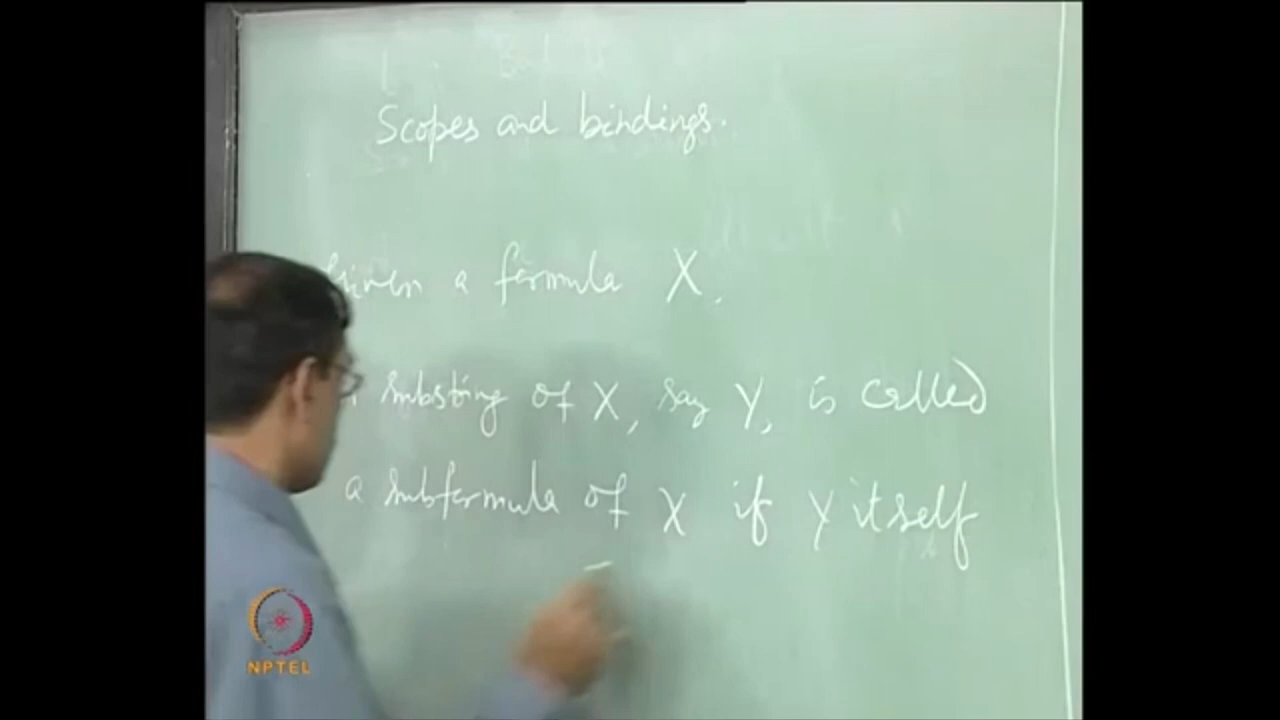 Scopes and bindings.
Given a formula X.
substring of X, say Y, is called
a subformula of X if Y itself
NPTEL